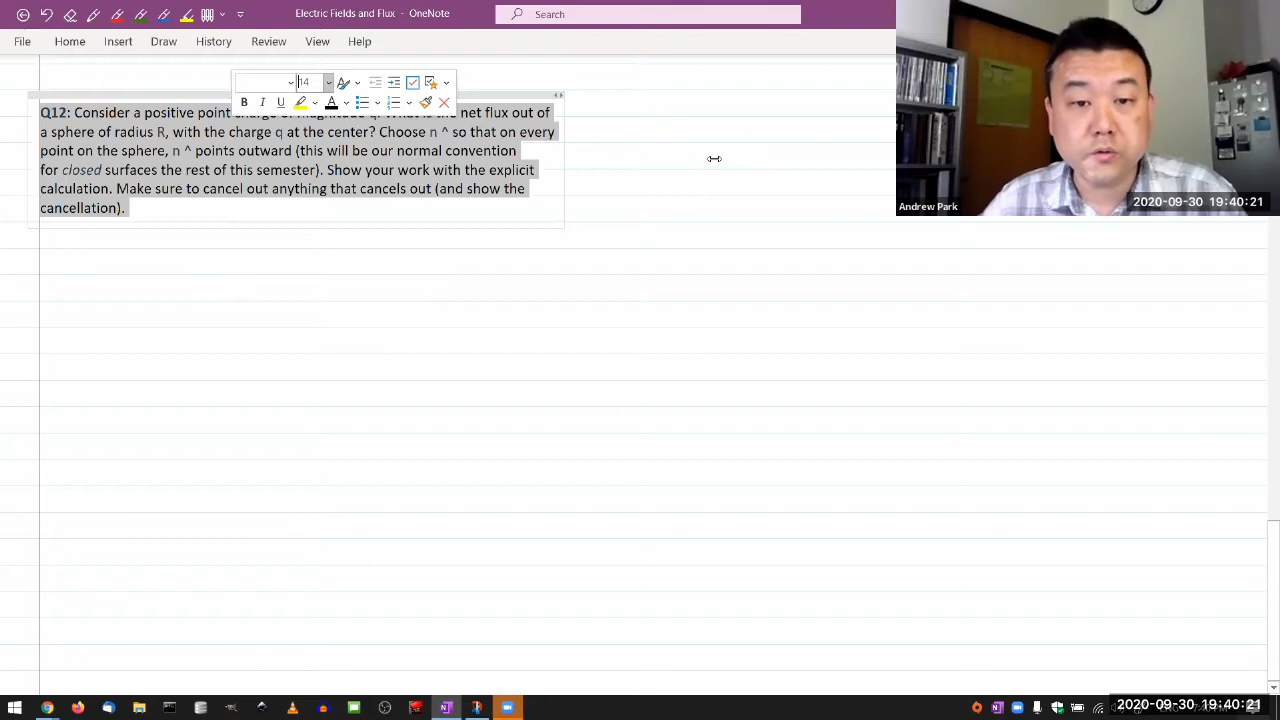 Electric Fields and Flux - OneNote
Search
File Home Insert Draw History Review View Help
14
B I U A
Q12: Consider a positive point net flux out of
a sphere of radius R, with the charge q at the center? Choose n ^ so that on every
point on the sphere, n ^ points outward (this will be our normal convention
for closed surfaces the rest of this semester). Show your work with the explicit
calculation. Make sure to cancel out anything that cancels out (and show the
cancellation).
Andrew Park
2020-09-30 19:40:21
2020-09-30 19:40:21